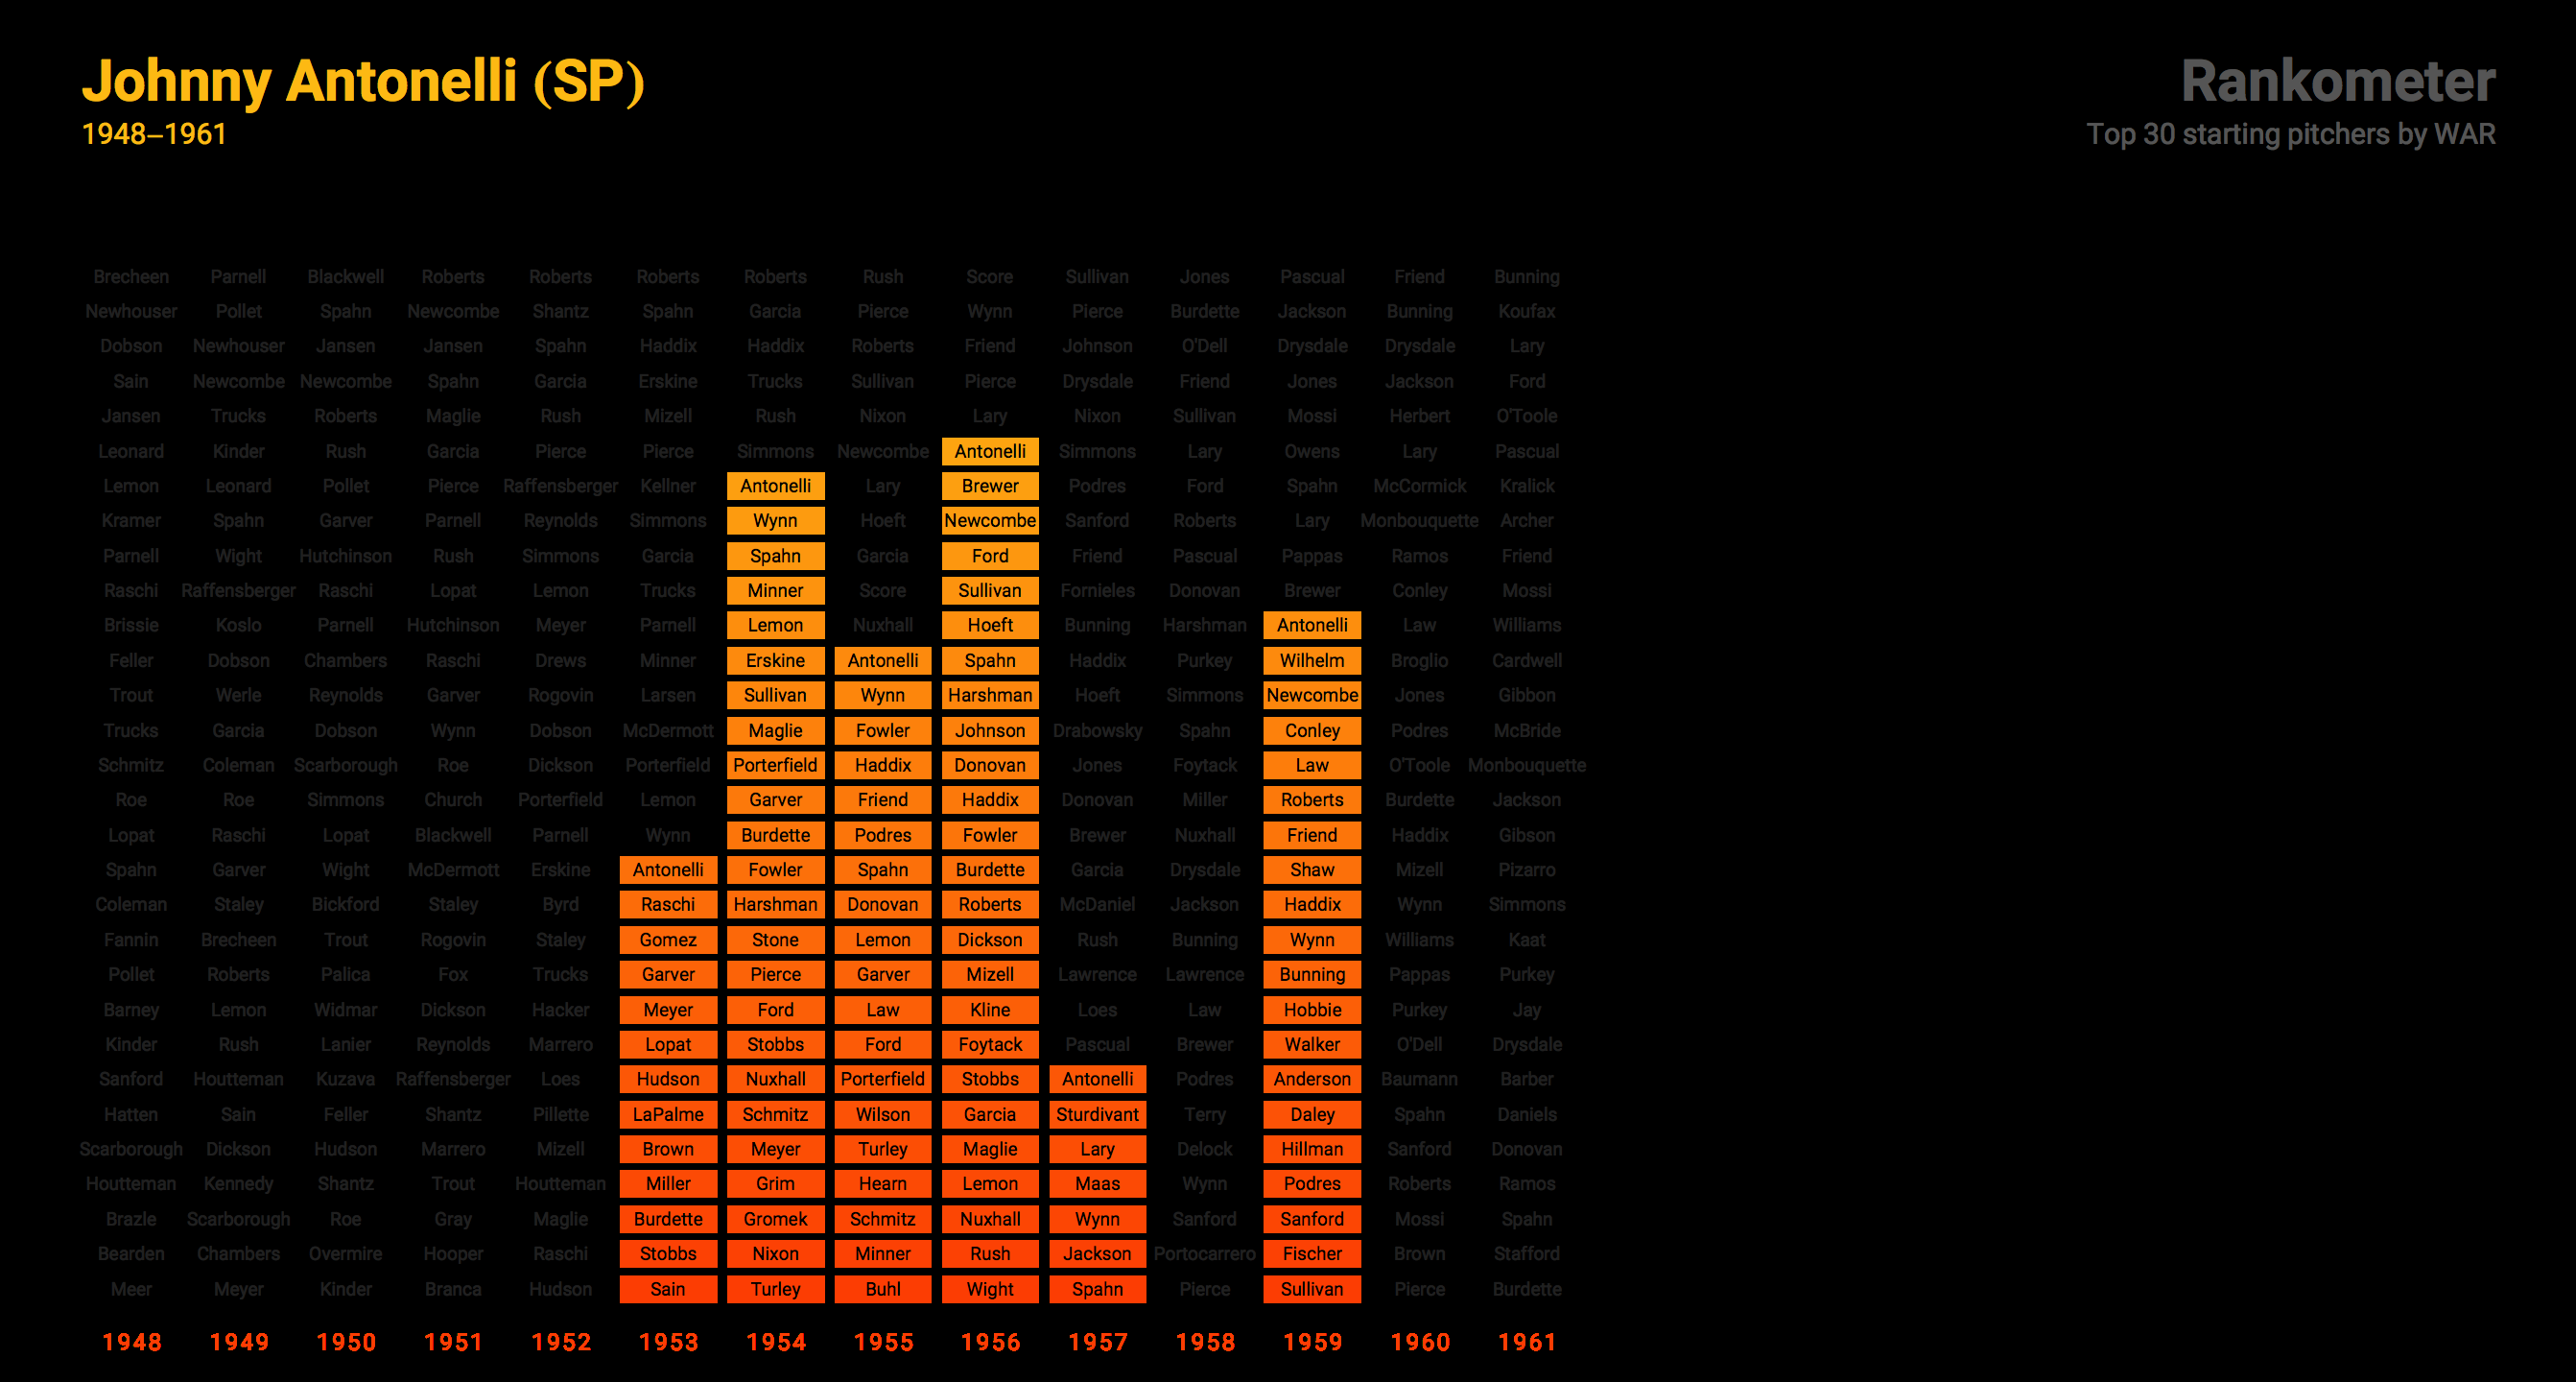 Johnny Antonelli (SP)
1948–1961
Rankometer
Top 30 starting pitchers by WAR
Brecheen Parnell Blackwell Roberts Roberts Roberts Roberts Rush Score Sullivan Jones Pascual Friend Bunning
Newhouser Pollet Spahn Newcombe Shantz Spahn Garcia Pierce Wynn Pierce Burdette Jackson Bunning Koufax
Dobson Newhouser Jansen Jansen Spahn Haddix Haddix Roberts Friend Johnson O'Dell Drysdale Drysdale Lary
Sain Newcombe Newcombe Spahn Garcia Erskine Trucks Sullivan Pierce Drysdale Friend Jones Jackson Ford
Jansen Trucks Roberts Maglie Rush Mizell Rush Nixon Lary Nixon Sullivan Mossi Herbert O'Toole
Leonard Kinder Rush Garcia Pierce Pierce Simmons Newcombe Antonelli Simmons Lary Owens Lary Pascual
Lemon Leonard Pollet Pierce Raffensberger Kellner Antonelli Lary Brewer Podres Ford Spahn McCormick Kralick
Kramer Spahn Garver Parnell Reynolds Simmons Wynn Hoeft Newcombe Sanford Roberts Lary Monbouquette Archer
Parnell Wight Hutchinson Rush Simmons Garcia Spahn Garcia Ford Friend Pascual Pappas Ramos Friend
Raschi Raffensberger Raschi Lopat Lemon Trucks Minner Score Sullivan Fornieles Donovan Brewer Conley Mossi
Brissie Koslo Parnell Hutchinson Meyer Parnell Lemon Nuxhall Hoeft Bunning Harshman Antonelli Law Williams
Feller Dobson Chambers Raschi Drews Minner Erskine Antonelli Spahn Haddix Purkey Wilhelm Broglio Cardwell
Trout Werle Reynolds Garver Rogovin Larsen Sullivan Wynn Harshman Hoeft Simmons Newcombe Jones Gibbon
Trucks Garcia Dobson Wynn Dobson McDermott Maglie Fowler Johnson Drabowsky Spahn Conley Podres McBride
Schmitz Coleman Scarborough Roe Dickson Porterfield Porterfield Haddix Donovan Jones Foytack Law O'Toole Monbouquette
Roe Roe Simmons Church Porterfield Lemon Garver Friend Haddix Donovan Miller Roberts Burdette Jackson
Lopat Raschi Lopat Blackwell Parnell Wynn Burdette Podres Fowler Brewer Nuxhall Friend Haddix Gibson
Spahn Garver Wight McDermott Erskine Antonelli Fowler Spahn Burdette Garcia Drysdale Shaw Mizell Pizarro
Coleman Staley Bickford Staley Byrd Raschi Harshman Donovan Roberts McDaniel Jackson Haddix Wynn Simmons
Fannin Brecheen Trout Rogovin Staley Gomez Stone Lemon Dickson Rush Bunning Wynn Williams Kaat
Pollet Roberts Palica Fox Trucks Garver Pierce Garver Mizell Lawrence Lawrence Bunning Pappas Purkey
Barney Lemon Widmar Dickson Hacker Meyer Ford Law Kline Loes Law Hobbie Purkey Jay
Kinder Rush Lanier Reynolds Marrero Lopat Stobbs Ford Foytack Pascual Brewer Walker O'Dell Drysdale
Sanford Houtteman Kuzava Raffensberger Loes Hudson Nuxhall Porterfield Stobbs Antonelli Podres Anderson Baumann Barber
Hatten Sain Feller Shantz Pillette LaPalme Schmitz Wilson Garcia Sturdivant Terry Daley Spahn Daniels
Scarborough Dickson Hudson Marrero Mizell Brown Meyer Turley Maglie Lary Delock Hillman Sanford Donovan
Houtteman Kennedy Shantz Trout Houtteman Miller Grim Hearn Lemon Maas Wynn Podres Roberts Ramos
Brazle Scarborough Roe Gray Maglie Burdette Gromek Schmitz Nuxhall Wynn Sanford Sanford Mossi Spahn
Bearden Chambers Overmire Hooper Raschi Stobbs Nixon Minner Rush Jackson Portocarrero Fischer Brown Stafford
Meer Meyer Kinder Branca Hudson Sain Turley Buhl Wight Spahn Pierce Sullivan Pierce Burdette
1948 1949 1950 1951 1952 1953 1954 1955 1956 1957 1958 1959 1960 1961